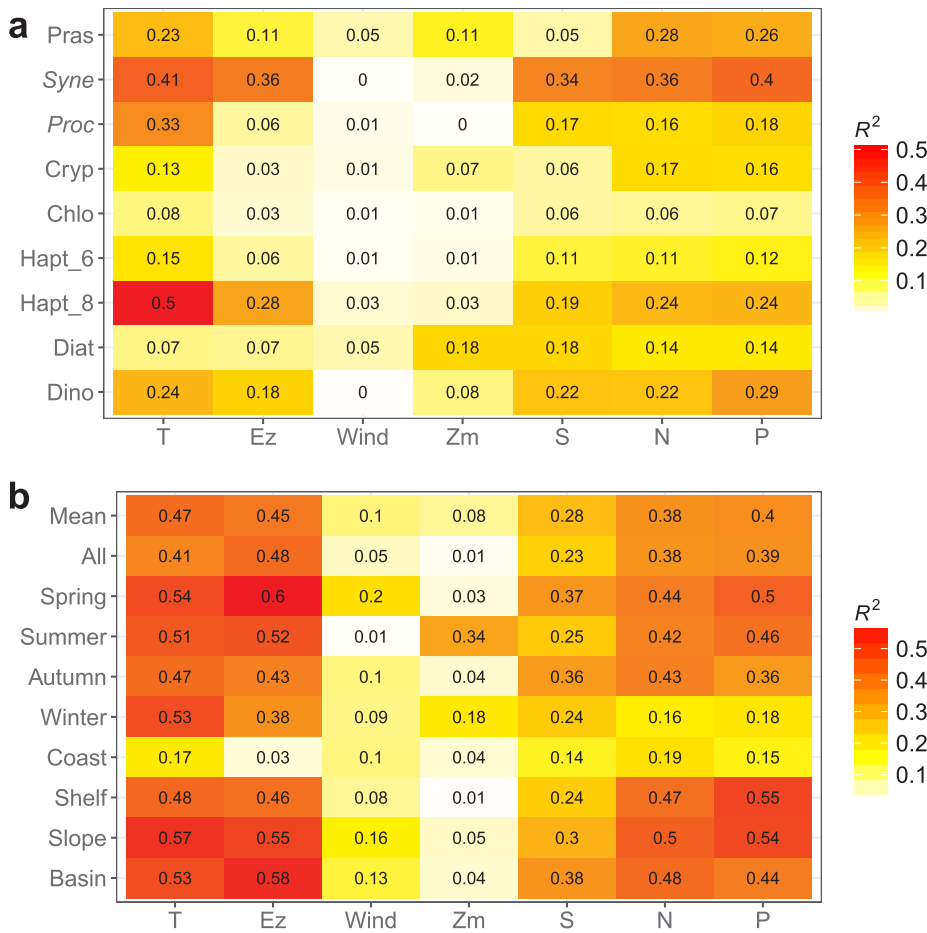 a
Pras 0.23 0.11 0.05 0.11 0.05 0.28 0.26
Syne 0.41 0.36 0 0.02 0.34 0.36 0.4
Proc 0.33 0.06 0.01 0 0.17 0.16 0.18
Cryp 0.13 0.03 0.01 0.07 0.06 0.17 0.16
Chlo 0.08 0.03 0.01 0.01 0.06 0.06 0.07
Hapt_6 0.15 0.06 0.01 0.01 0.11 0.11 0.12
Hapt_8 0.5 0.28 0.03 0.03 0.19 0.24 0.24
Diat 0.07 0.07 0.05 0.18 0.18 0.14 0.14
Dino 0.24 0.18 0 0.08 0.22 0.22 0.29
T Ez Wind Zm S N P
R²
0.5
0.4
0.3
0.2
0.1
b
Mean 0.47 0.45 0.1 0.08 0.28 0.38 0.4
All 0.41 0.48 0.05 0.01 0.23 0.38 0.39
Spring 0.54 0.6 0.2 0.03 0.37 0.44 0.5
Summer 0.51 0.52 0.01 0.34 0.25 0.42 0.46
Autumn 0.47 0.43 0.1 0.04 0.36 0.43 0.36
Winter 0.53 0.38 0.09 0.18 0.24 0.16 0.18
Coast 0.17 0.03 0.1 0.04 0.14 0.19 0.15
Shelf 0.48 0.46 0.08 0.01 0.24 0.47 0.55
Slope 0.57 0.55 0.16 0.05 0.3 0.5 0.54
Basin 0.53 0.58 0.13 0.04 0.38 0.48 0.44
T Ez Wind Zm S N P
R²
0.5
0.4
0.3
0.2
0.1